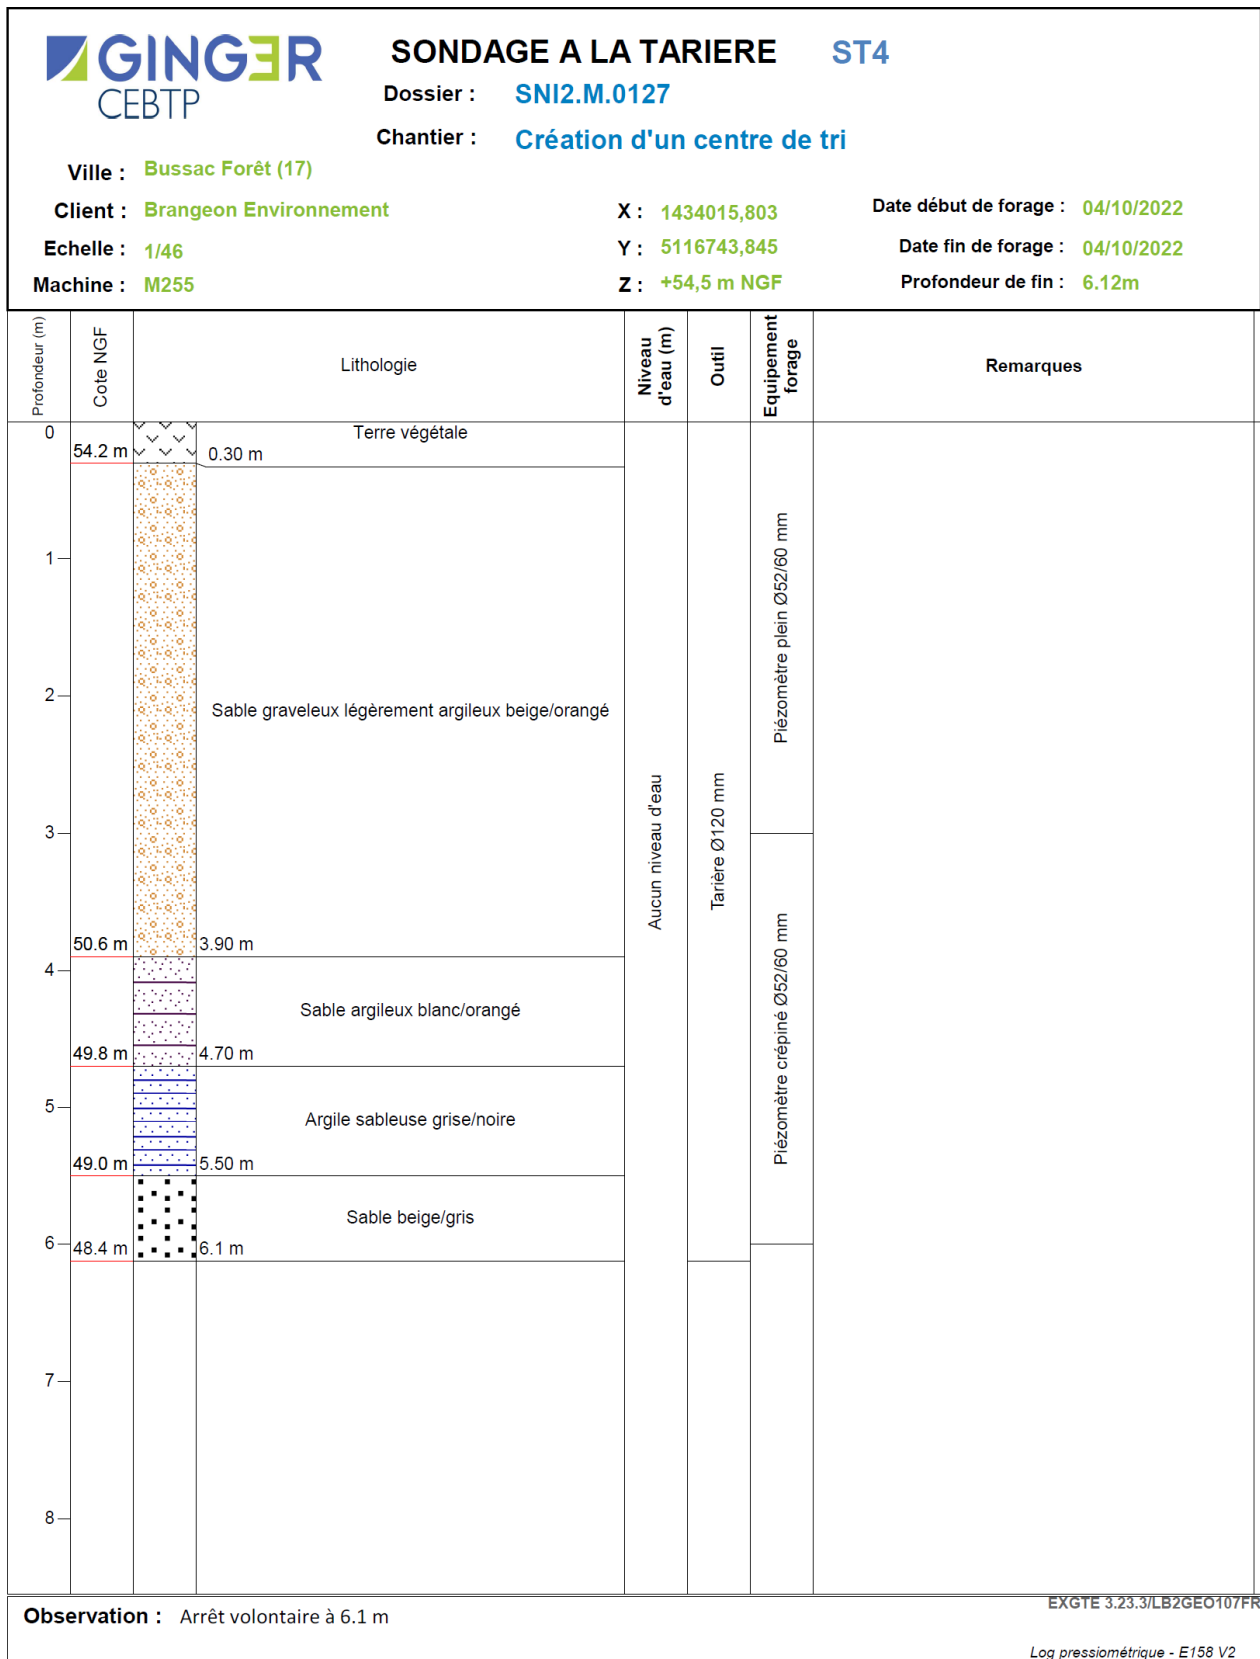 GINGER
CEBTP
SONDAGE A LA TARIERE ST4
Dossier : SNI2.M.0127
Chantier : Création d'un centre de tri
Ville : Bussac Forêt (17)
Client : Brangeon Environnement
Echelle : 1/46
Machine : M255
X : 1434015,803
Y : 5116743,845
Z : +54,5 m NGF
Date début de forage : 04/10/2022
Date fin de forage : 04/10/2022
Profondeur de fin : 6.12m
Profondeur (m)
Cote NGF
Lithologie
Niveau d'eau (m)
Outil
Equipement forage
Remarques
0
Terre végétale
54.2 m
0.30 m
1
2
Sable graveleux légèrement argileux beige/orangé
3
50.6 m
3.90 m
4
Sable argileux blanc/orangé
49.8 m
4.70 m
5
Argile sableuse grise/noire
49.0 m
5.50 m
Sable beige/gris
6
48.4 m
6.1 m
7
8
Aucun niveau d'eau
Tarière Ø120 mm
Piézomètre plein Ø52/60 mm
Piézomètre crépiné Ø52/60 mm
Observation : Arrêt volontaire à 6.1 m
EXGTE 3.23.3/LB2GEO107FR
Log pressiométrique - E158 V2